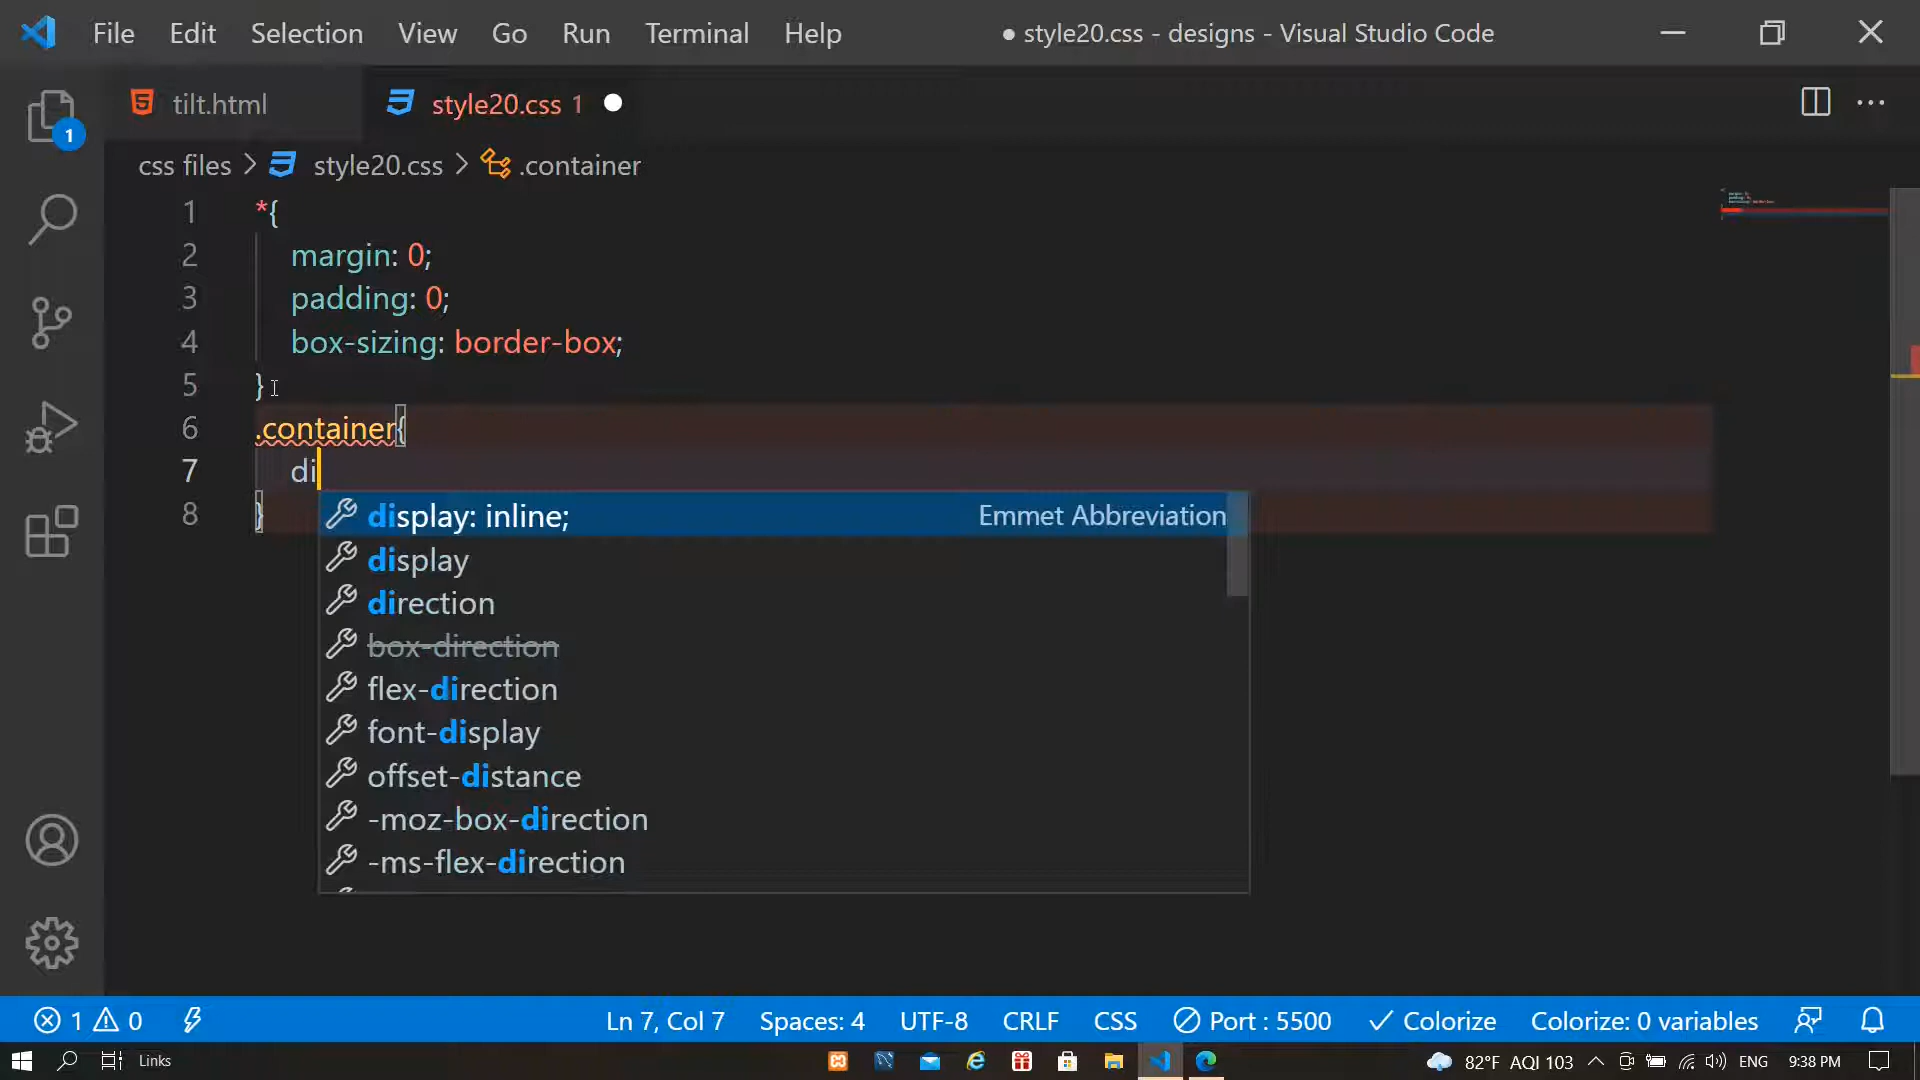 File Edit Selection View Go Run Terminal Help ● style20.css - designs - Visual Studio Code
1
tilt.html style20.css 1
css files > style20.css > .container
1 *{
2 margin: 0;
3 padding: 0;
4 box-sizing: border-box;
5 }
6 .container{
7 di
8 }
display: inline; Emmet Abbreviation
display
direction
box-direction
flex-direction
font-display
offset-distance
-moz-box-direction
-ms-flex-direction
1 0 Ln 7, Col 7 Spaces: 4 UTF-8 CRLF CSS Port : 5500 Colorize Colorize: 0 variables
Links 82°F AQI 103 ENG 9:38 PM